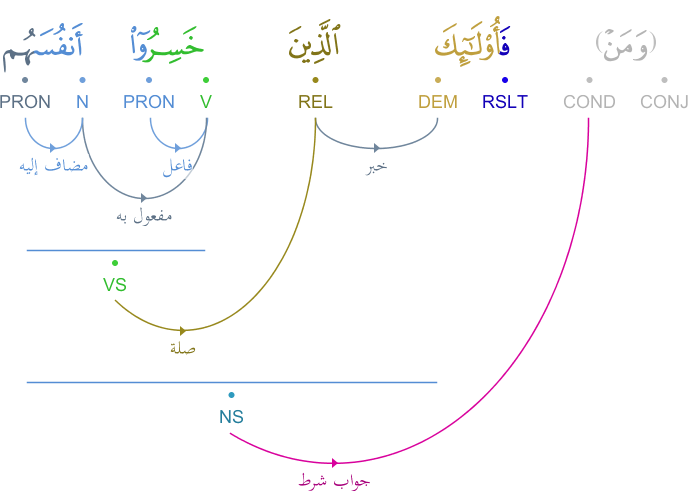 (وَمَنْ) فَأُو۟لَـٰٓئِكَ ٱلَّذِينَ خَسِرُوٓا۟ أَنفُسَهُم
CONJ COND RSLT DEM REL V PRON N PRON
خبر فاعل مضاف إليه
مفعول به
VS
صلة
NS
جواب شرط